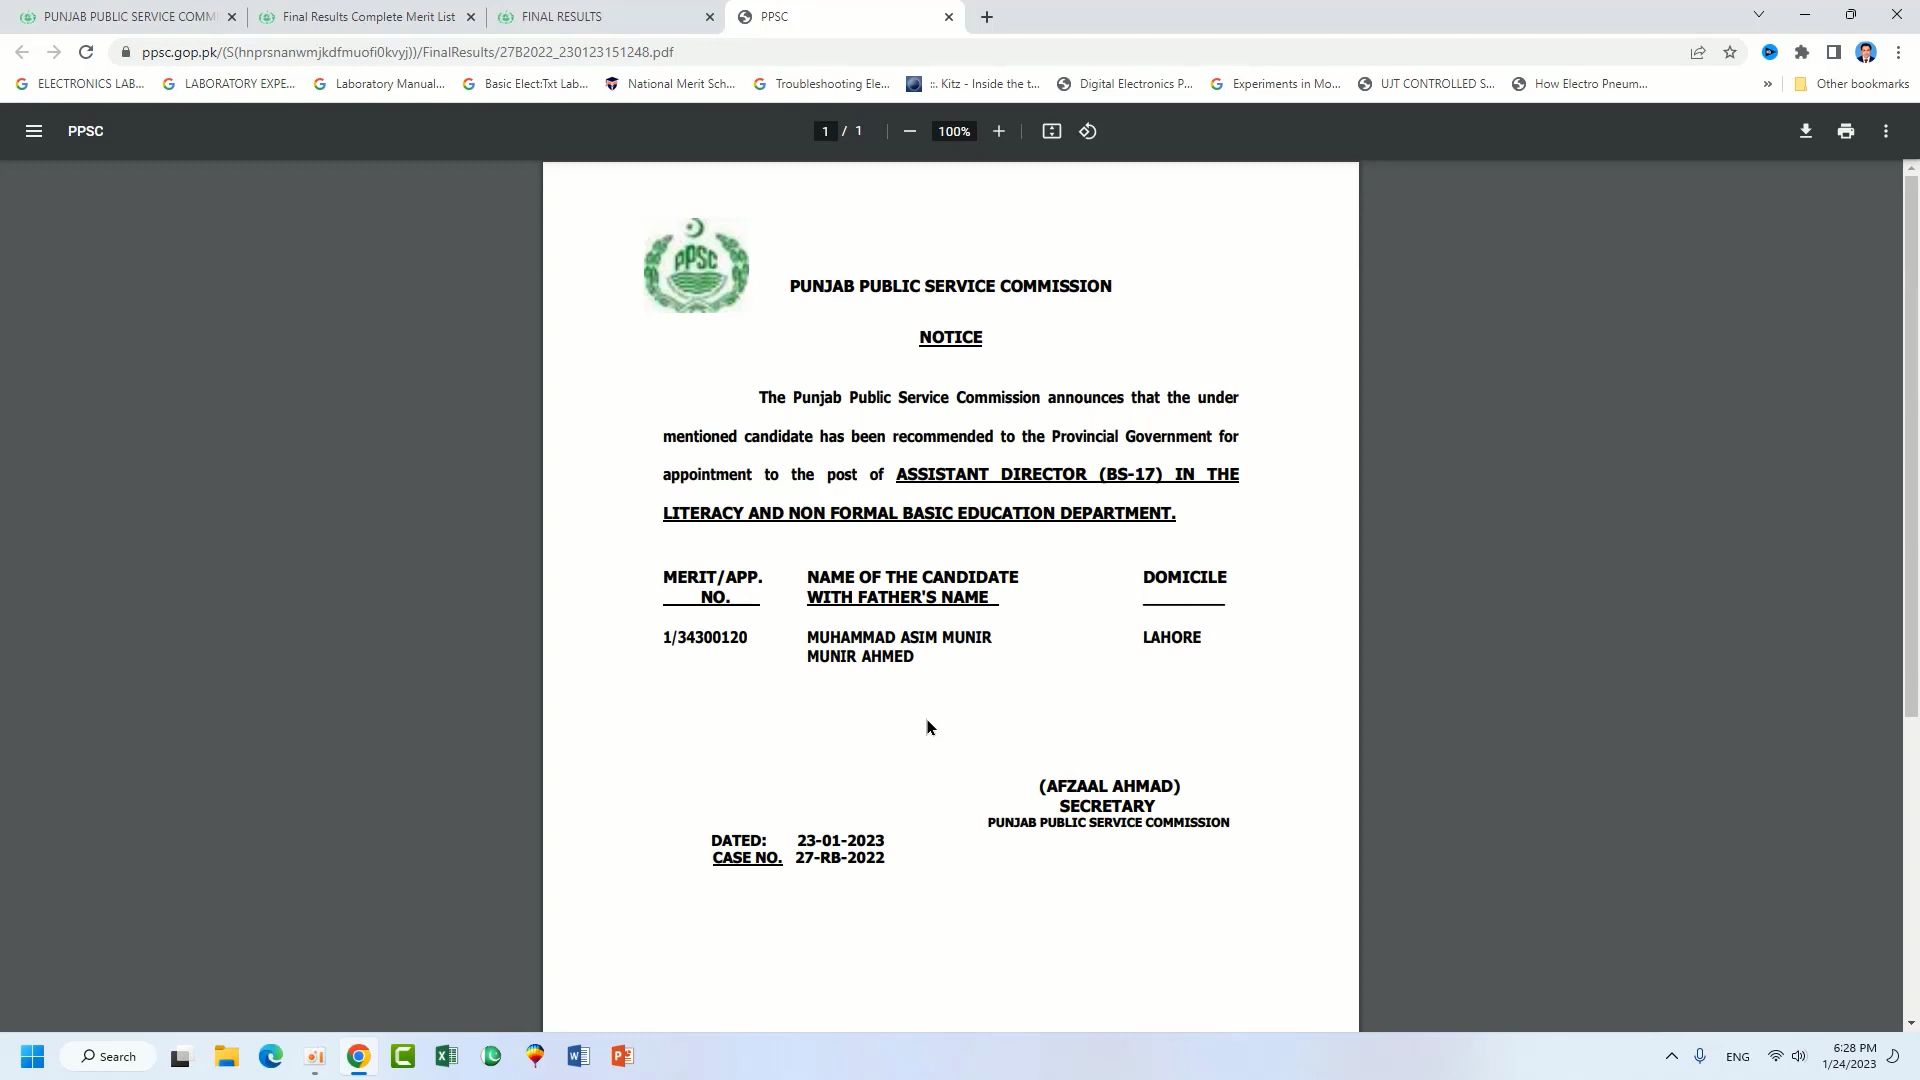 PUNJAB PUBLIC SERVICE COMMI
Final Results Complete Merit List
FINAL RESULTS
PPSC
ppsc.gop.pk/(S(hnprsnanwmjkdfmuofi0kvyj))/FinalResults/27B2022_230123151248.pdf
ELECTRONICS LAB...
LABORATORY EXPE...
Laboratory Manual...
Basic Elect:Txt Lab...
National Merit Sch...
Troubleshooting Ele...
::. Kitz - Inside the t...
Digital Electronics P...
Experiments in Mo...
UJT CONTROLLED S...
How Electro Pneum...
»
Other bookmarks
PPSC
1 / 1
100%
PPSC
PUNJAB PUBLIC SERVICE COMMISSION
NOTICE
The Punjab Public Service Commission announces that the under
mentioned candidate has been recommended to the Provincial Government for
appointment to the post of ASSISTANT DIRECTOR (BS-17) IN THE
LITERACY AND NON FORMAL BASIC EDUCATION DEPARTMENT.
MERIT/APP. NAME OF THE CANDIDATE DOMICILE
NO. WITH FATHER'S NAME
1/34300120 MUHAMMAD ASIM MUNIR LAHORE
MUNIR AHMED
(AFZAAL AHMAD)
SECRETARY
PUNJAB PUBLIC SERVICE COMMISSION
DATED: 23-01-2023
CASE NO. 27-RB-2022
Search
ENG
6:28 PM
1/24/2023